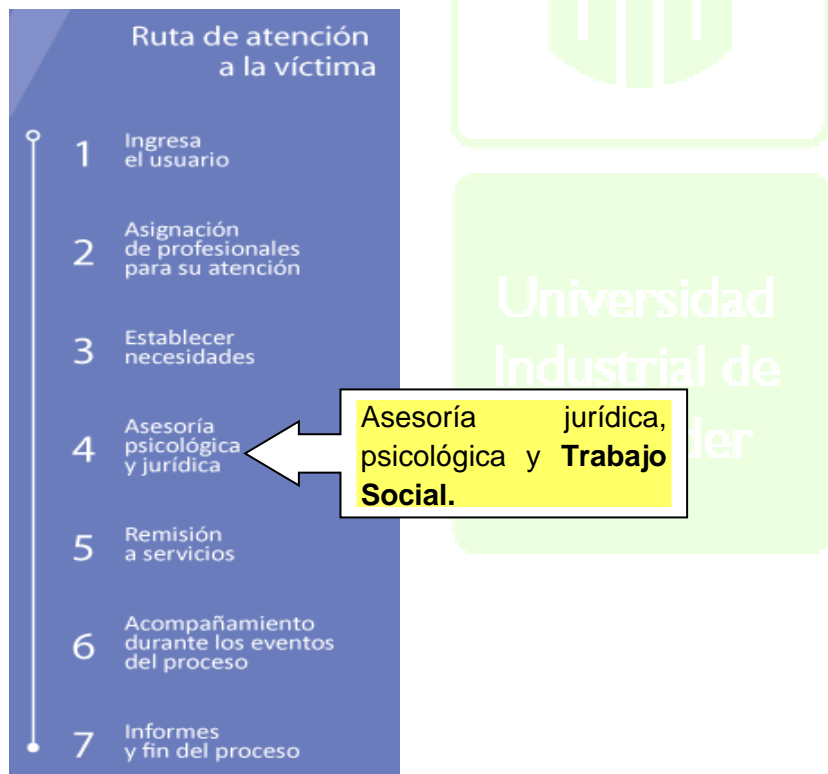 Ruta de atención
a la víctima
1 Ingresa
el usuario
2 Asignación
de profesionales
para su atención
3 Establecer
necesidades
4 Asesoría
psicológica
y jurídica
Asesoría jurídica,
psicológica y Trabajo
Social.
5 Remisión
a servicios
6 Acompañamiento
durante los eventos
del proceso
7 Informes
y fin del proceso
Universidad
Industrial de
der